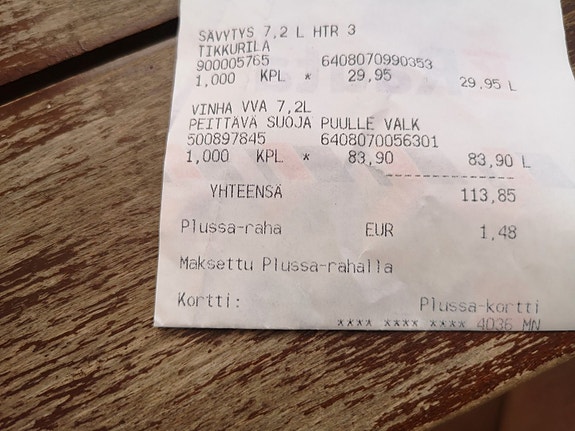 SÄVYTYS 7,2 L HTR 3
TIKKURILA
900005765 6408070990353
1,000 KPL * 29,95 29,95 L
VINHA VVA 7,2L
PEITTÄVÄ SUOJA PUULLE VALK
500897845 6408070056301
1,000 KPL * 83,90 83,90 L
--------------
YHTEENSÄ 113,85
Plussa-raha EUR 1,48
Maksettu Plussa-rahalla
Kortti: Plussa-kortti
**** **** **** 4036 MN